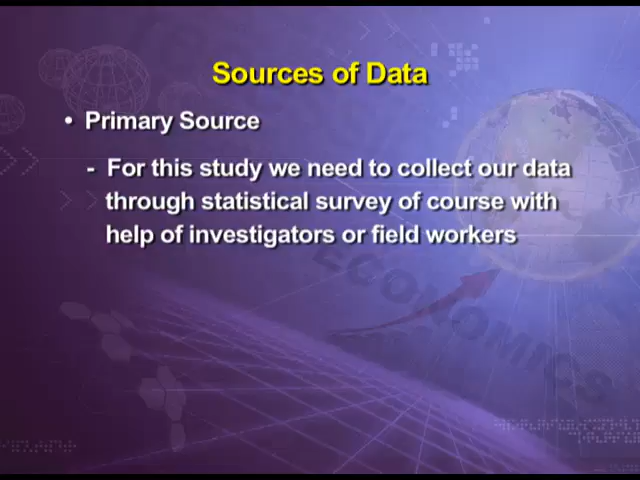 Sources of Data
• Primary Source
- For this study we need to collect our data
through statistical survey of course with
help of investigators or field workers
ECONOMICS